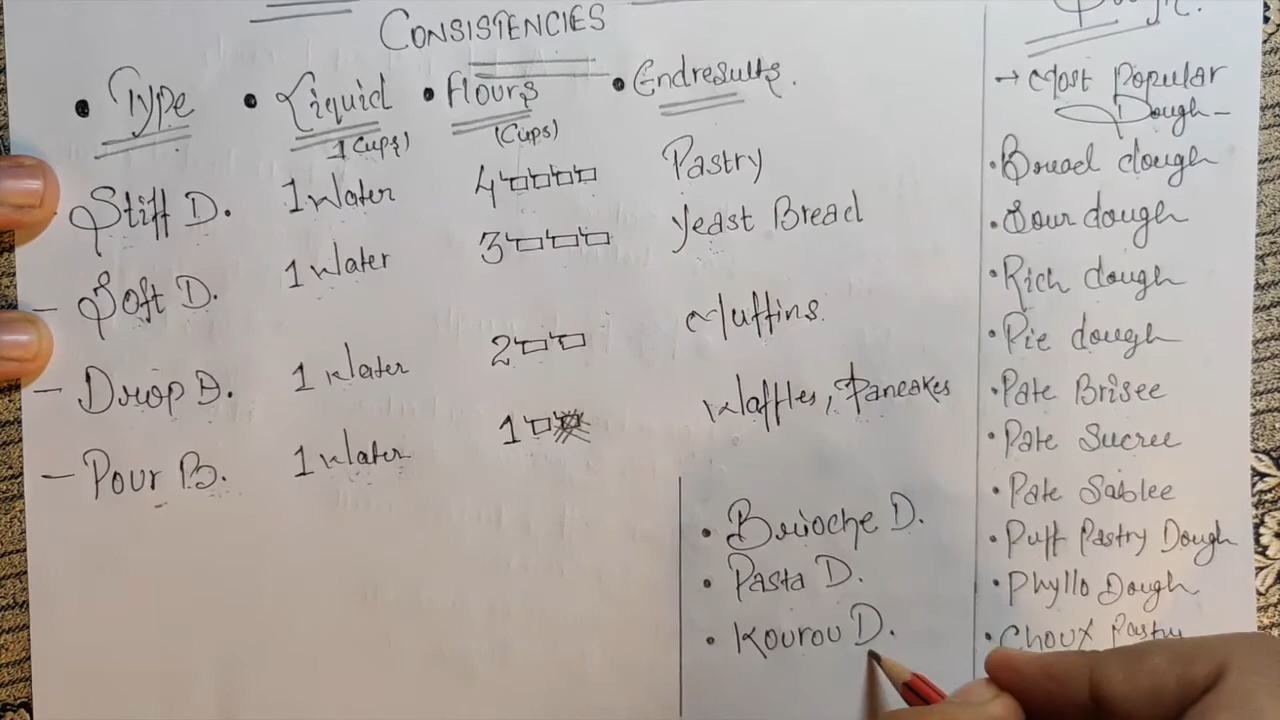 CONSISTENCIES
• Type • Liquid • Flours • Endresults.
1 Cups) (Cups)
Stiff D. 1 Water 4 Pastry
- Soft D. 1 Water 3 Yeast Bread
- Drop B. 1 Water 2 Muffins.
- Pour B. 1 Water 1 Waffles, Pancakes
• Brioche D.
• Pasta D.
• Kourou D.
→ Most Popular
Dough -
• Bread dough
• Sour dough
• Rich dough
• Pie dough
• Pate Brisee
• Pate Sucree
• Pate Sablee
• Puff Pastry Dough
• Phyllo Dough
• Choux Pastry